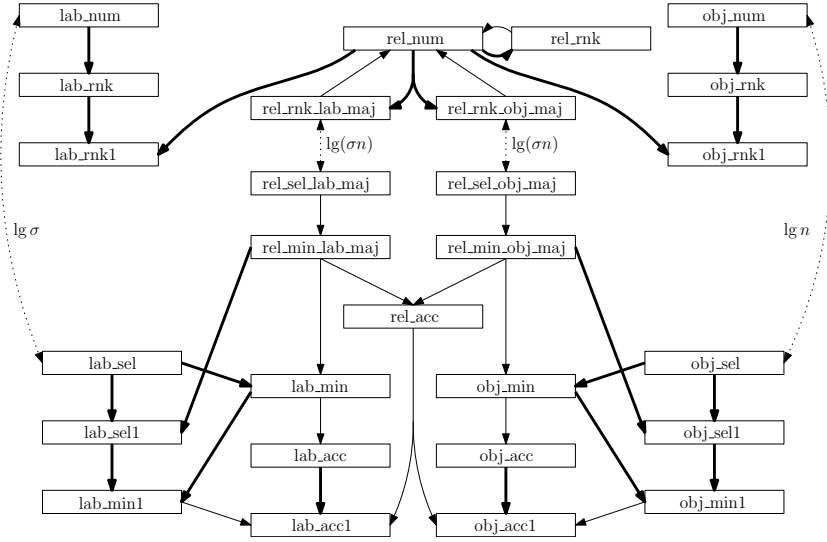 lab_num
obj_num
rel_num
rel_rnk
lab_rnk
obj_rnk
rel_rnk_lab_maj
rel_rnk_obj_maj
lg(σn)
lg(σn)
lab_rnk1
obj_rnk1
rel_sel_lab_maj
rel_sel_obj_maj
lg σ
lg n
rel_min_lab_maj
rel_min_obj_maj
rel_acc
lab_sel
obj_sel
lab_min
obj_min
lab_sel1
obj_sel1
lab_acc
obj_acc
lab_min1
obj_min1
lab_acc1
obj_acc1